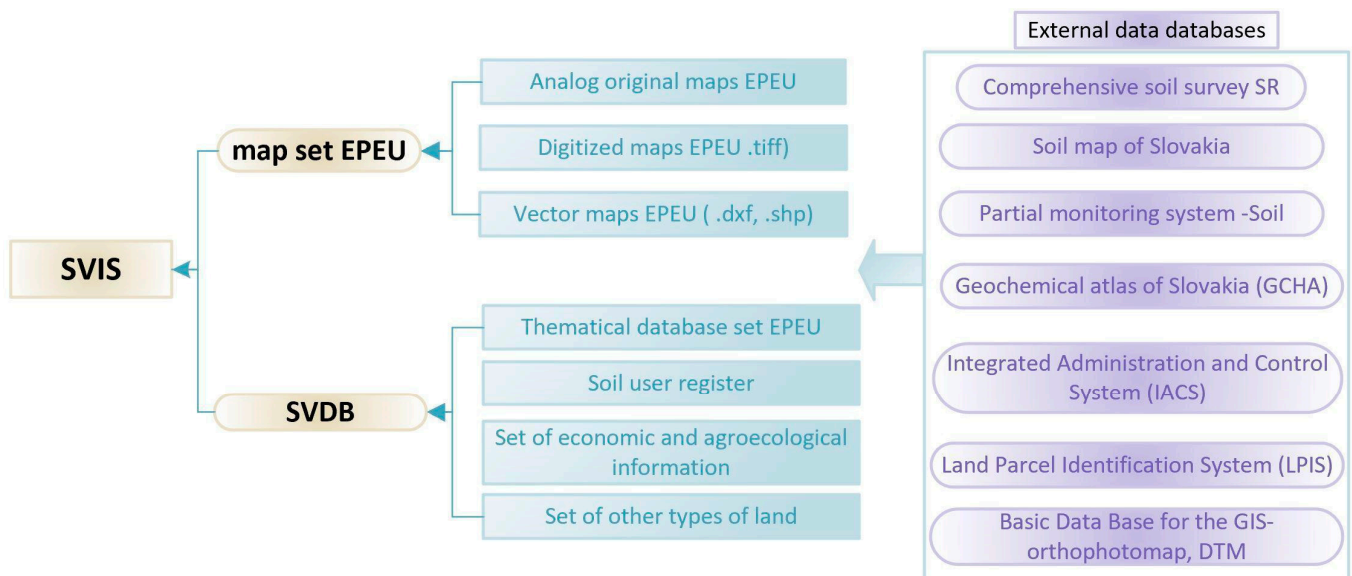 SVIS
map set EPEU
SVDB
Analog original maps EPEU
Digitized maps EPEU .tiff)
Vector maps EPEU ( .dxf, .shp)
Thematical database set EPEU
Soil user register
Set of economic and agroecological
information
Set of other types of land
External data databases
Comprehensive soil survey SR
Soil map of Slovakia
Partial monitoring system -Soil
Geochemical atlas of Slovakia (GCHA)
Integrated Administration and Control
System (IACS)
Land Parcel Identification System (LPIS)
Basic Data Base for the GIS-
orthophotomap, DTM